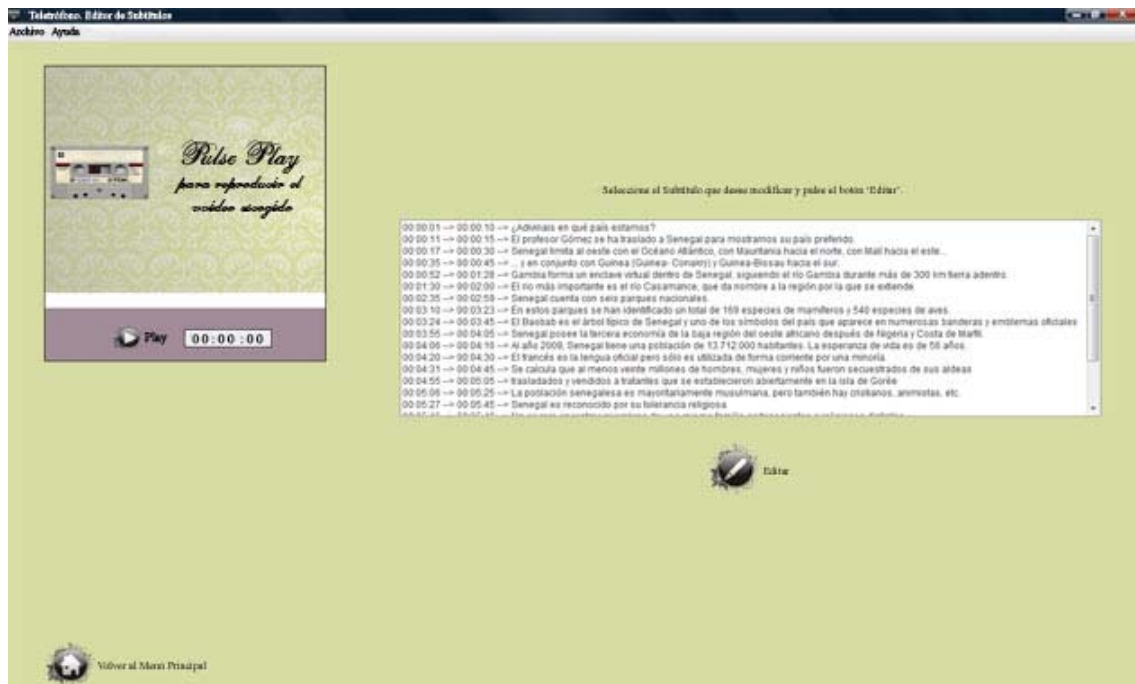 Teletrófono. Editor de Subtítulos
Archivo Ayuda
Pulse Play
para reproducir el
vídeo escogido
Play
00:00 :00
Seleccione el Subtítulo que desee modificar y pulse el botón "Editar".
00:00:01 --> 00:00:10 --> ¿Adivináis en qué país estamos?
00:00:11 --> 00:00:15 --> El profesor Gómez se ha traslado a Senegal para mostrarnos su país preferido.
00:00:17 --> 00:00:30 --> Senegal limita al oeste con el Océano Atlántico, con Mauritania hacia el norte, con Malí hacia el este...
00:00:35 --> 00:00:45 --> ... y en conjunto con Guinea (Guinea- Conakry) y Guinea-Bissau hacia el sur.
00:00:52 --> 00:01:28 --> Gambia forma un enclave virtual dentro de Senegal, siguiendo el río Gambia durante más de 300 km tierra adentro.
00:01:30 --> 00:02:00 --> El río más importante es el río Casamance, que da nombre a la región por la que se extiende.
00:02:35 --> 00:02:59 --> Senegal cuenta con seis parques nacionales.
00:03:10 --> 00:03:23 --> En estos parques se han identificado un total de 169 especies de mamíferos y 540 especies de aves.
00:03:24 --> 00:03:45 --> El Baobab es el árbol típico de Senegal y uno de los símbolos del país que aparece en numerosas banderas y emblemas oficiales
00:03:55 --> 00:04:05 --> Senegal posee la tercera economía de la baja región del oeste africano después de Nigeria y Costa de Marfil.
00:04:06 --> 00:04:16 --> Al año 2009, Senegal tiene una población de 13.712.000 habitantes. La esperanza de vida es de 56 años.
00:04:20 --> 00:04:30 --> El francés es la lengua oficial pero sólo es utilizada de forma corriente por una minoría.
00:04:31 --> 00:04:45 --> Se calcula que al menos veinte millones de hombres, mujeres y niños fueron secuestrados de sus aldeas
00:04:55 --> 00:05:05 --> trasladados y vendidos a tratantes que se establecieron abiertamente en la isla de Gorée
00:05:06 --> 00:05:25 --> La población senegalesa es mayoritariamente musulmana, pero también hay cristianos, animistas, etc.
00:05:27 --> 00:05:45 --> Senegal es reconocido por su tolerancia religiosa
Editar
Volver al Menú Principal